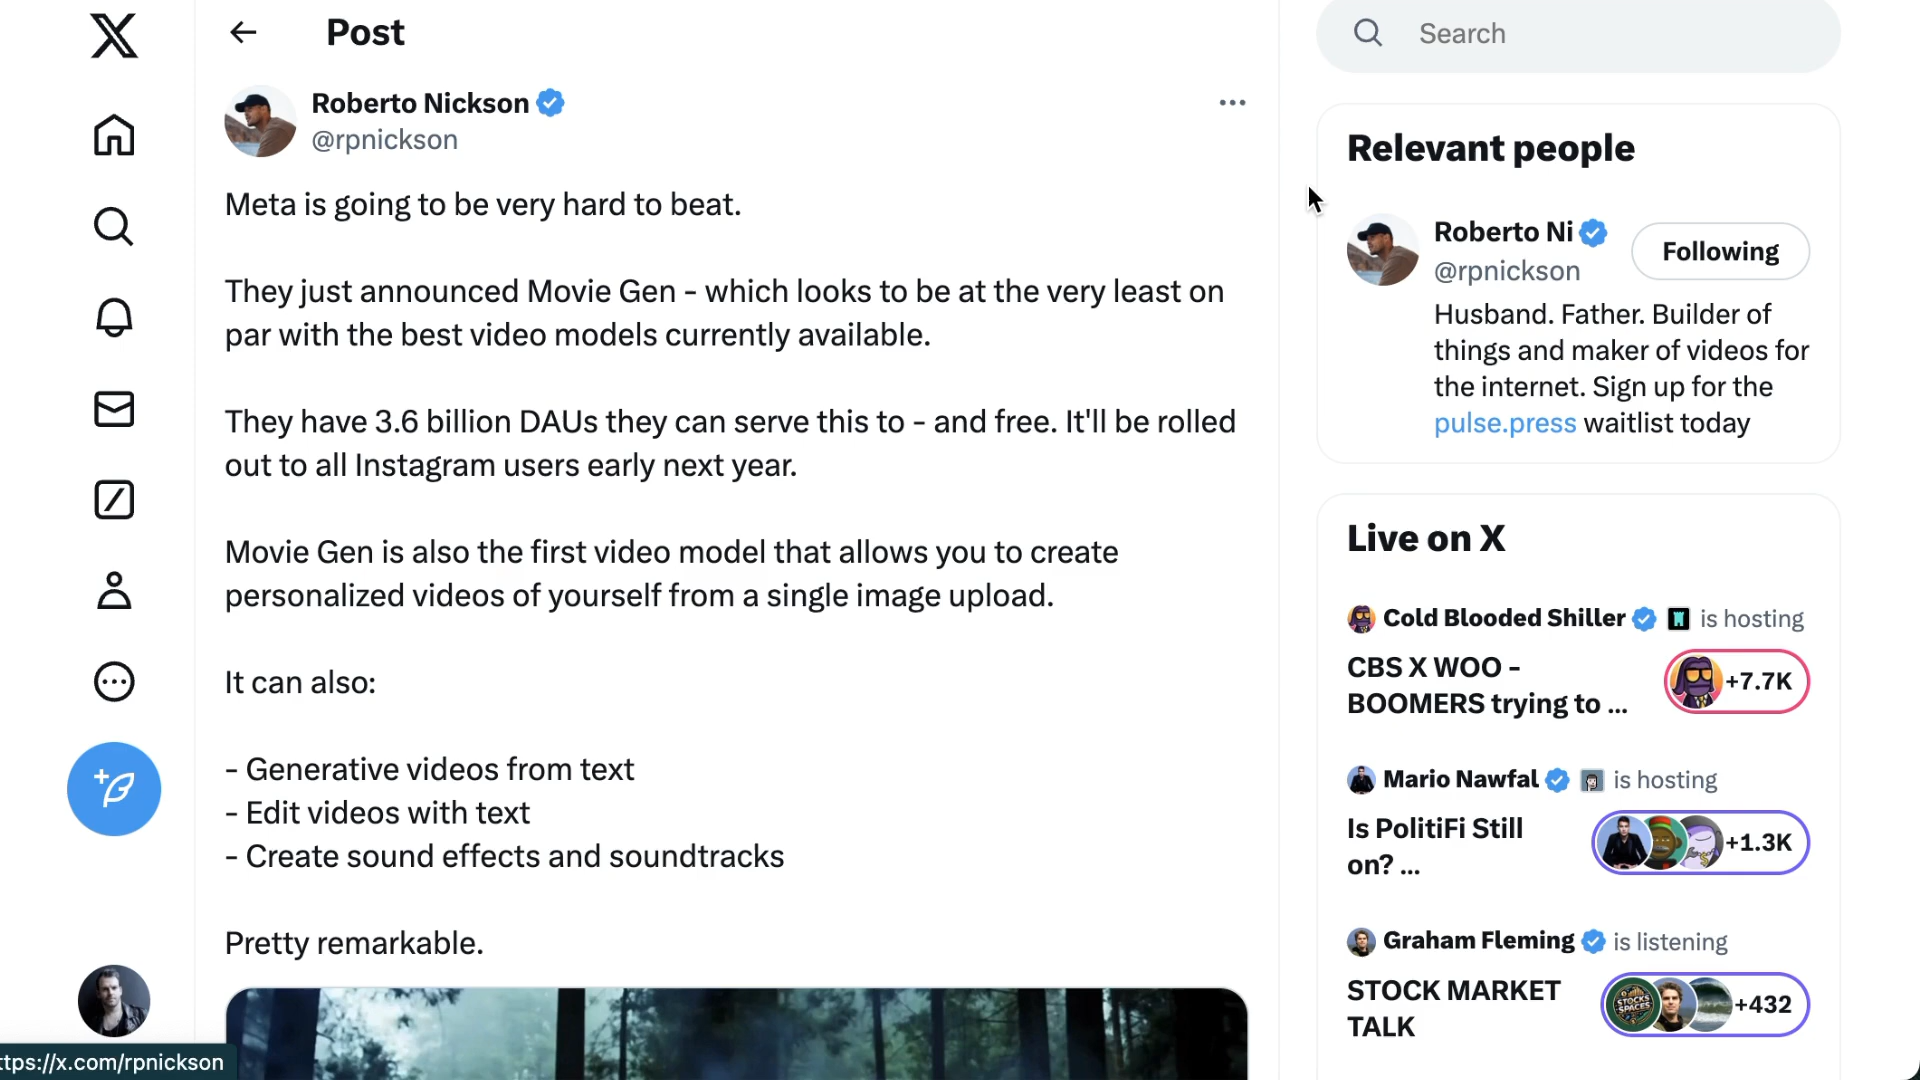 Post
Roberto Nickson
@rpnickson
Meta is going to be very hard to beat.
They just announced Movie Gen - which looks to be at the very least on
par with the best video models currently available.
They have 3.6 billion DAUs they can serve this to - and free. It'll be rolled
out to all Instagram users early next year.
Movie Gen is also the first video model that allows you to create
personalized videos of yourself from a single image upload.
It can also:
- Generative videos from text
- Edit videos with text
- Create sound effects and soundtracks
Pretty remarkable.
ttps://x.com/rpnickson
Search
Relevant people
Roberto Ni
Following
@rpnickson
Husband. Father. Builder of
things and maker of videos for
the internet. Sign up for the
pulse.press waitlist today
Live on X
Cold Blooded Shiller is hosting
CBS X WOO -
BOOMERS trying to ...
+7.7K
Mario Nawfal is hosting
Is PolitiFi Still
on? ...
+1.3K
Graham Fleming is listening
STOCK MARKET
TALK
STOCKS
SPACES
+432